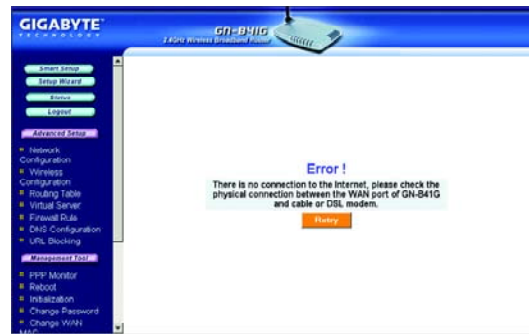 GIGABYTE
TECHNOLOGY
GN-B41G
2.4GHz Wireless Broadband Router
Smart Setup
Setup Wizard
Status
Logout
Advanced Setup
Network
Configuration
Wireless
Configuration
Routing Table
Virtual Server
Firewall Rule
DNS Configuration
URL Blocking
Management Tool
PPP Monitor
Reboot
Initialization
Change Password
Change WAN
MAC
Error !
There is no connection to the Internet, please check the
physical connection between the WAN port of GN-B41G
and cable or DSL modem.
Retry